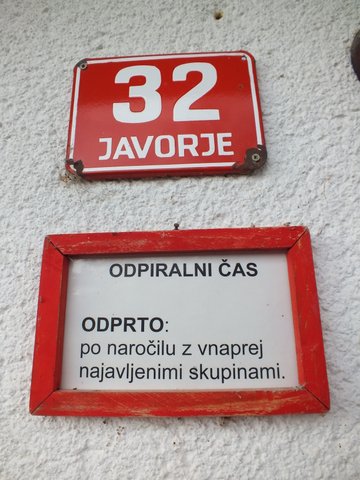 32
JAVORJE
ODPIRALNI ČAS
ODPRTO:
po naročilu z vnaprej
najavljenimi skupinami.